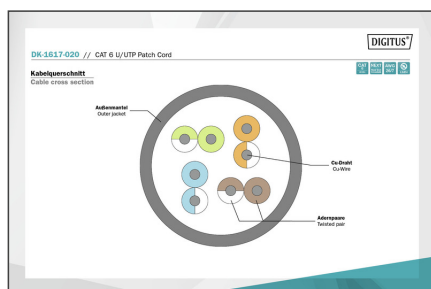 DIGITUS®
DK-1617-020 // CAT 6 U/UTP Patch Cord
Kabelquerschnitt
Cable cross section
Außenmantel
Outer jacket
Cu-Draht
Cu-Wire
Adernpaare
Twisted pair